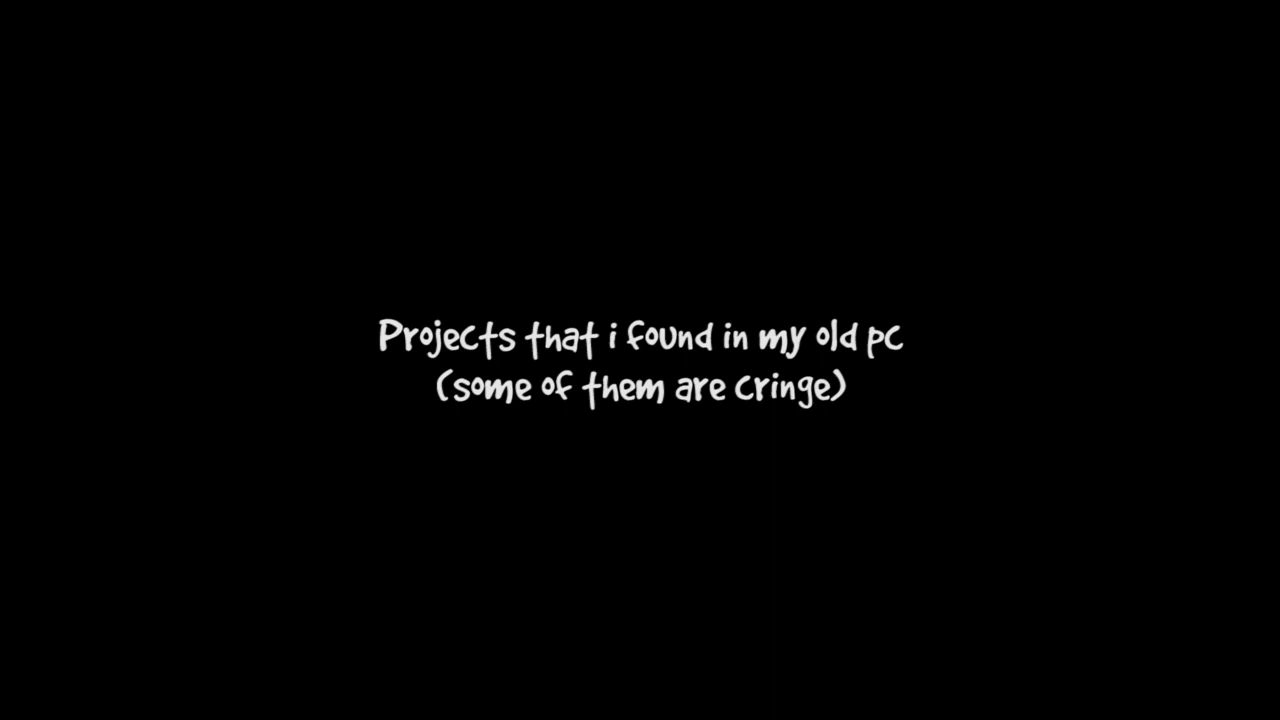 Projects that i found in my old pc
(some of them are cringe)